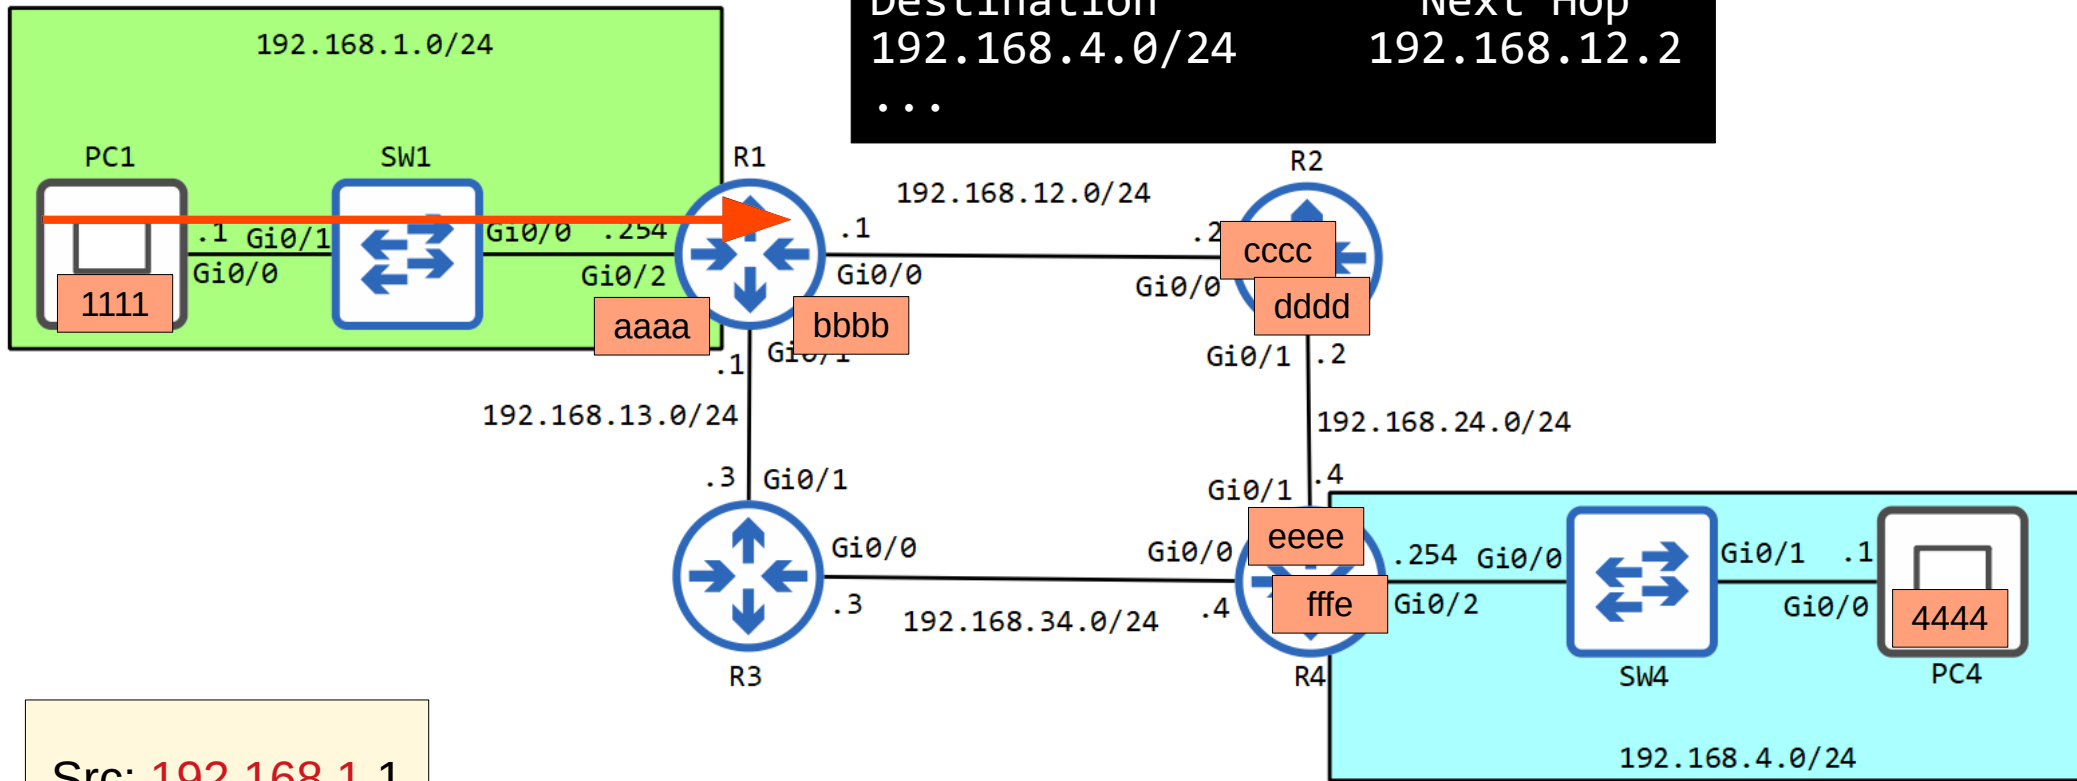 Destination Next Hop
192.168.4.0/24 192.168.12.2
...
192.168.1.0/24
PC1 SW1 R1 R2
192.168.12.0/24
.1 Gi0/1 Gi0/0 .254 .1 .2
Gi0/0 Gi0/2 Gi0/0 Gi0/0
cccc
1111 aaaa bbbb dddd
.1 Gi0/1 Gi0/1 .2
192.168.13.0/24 192.168.24.0/24
.3 Gi0/1 Gi0/1 .4
eeee
Gi0/0 Gi0/0 .254 Gi0/0 Gi0/1 .1
.3 .4 fffe Gi0/2 Gi0/0 4444
192.168.34.0/24
R3 R4 SW4 PC4
192.168.4.0/24
Src: 192.168.1.1